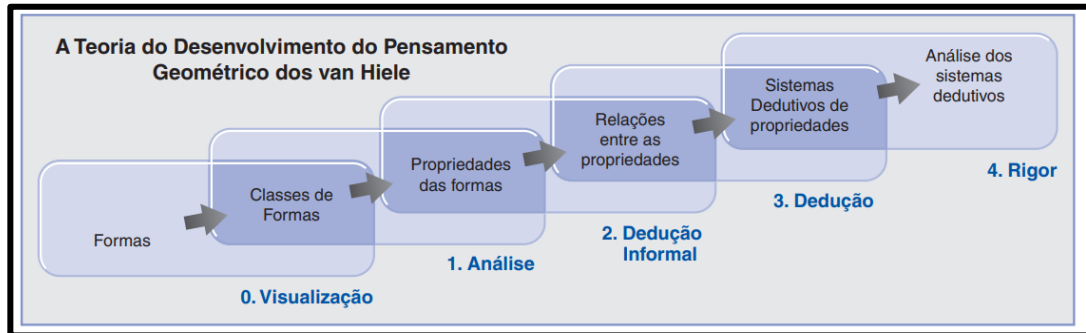 A Teoria do Desenvolvimento do Pensamento
Geométrico dos van Hiele
Formas
Classes de
Formas
Propriedades
das formas
Relações
entre as
propriedades
Sistemas
Dedutivos de
propriedades
Análise dos
sistemas
dedutivos
0. Visualização
1. Análise
2. Dedução
Informal
3. Dedução
4. Rigor